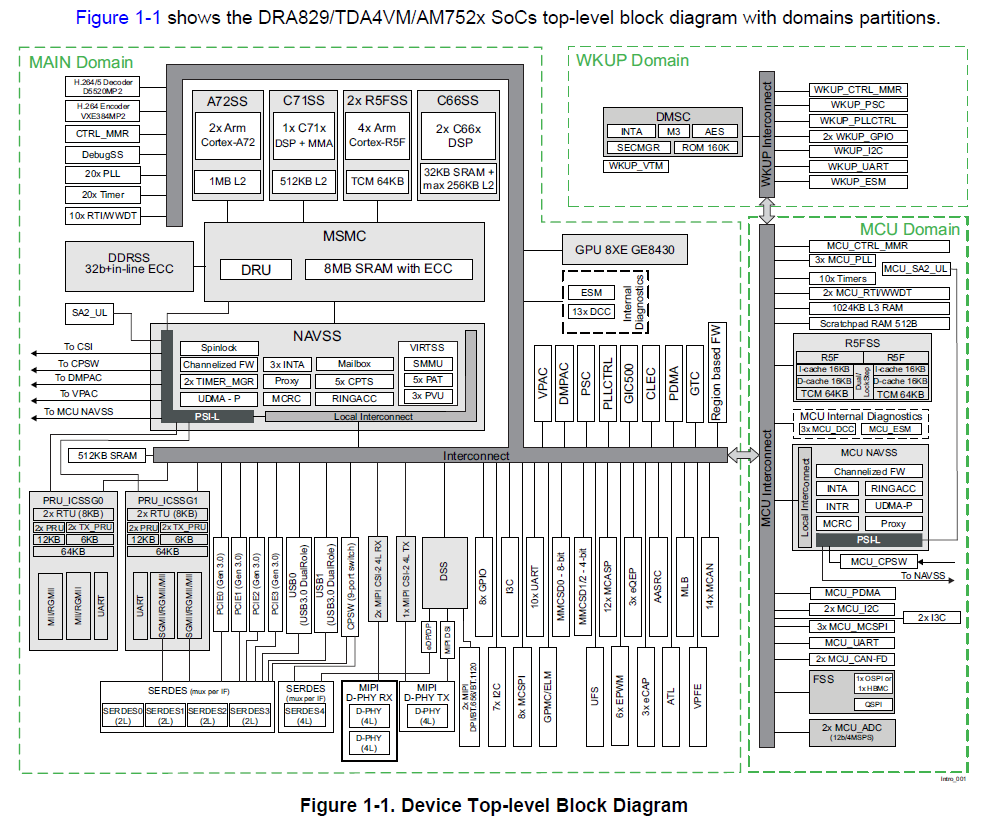 Figure 1-1 shows the DRA829/TDA4VM/AM752x SoCs top-level block diagram with domains partitions.
MAIN Domain
H.264/5 Decoder
D5520MP2
H.264 Encoder
VXE384MP2
CTRL_MMR
DebugSS
20x PLL
20x Timer
10x RTI/WWDT
A72SS
2x Arm
Cortex-A72
1MB L2
C71SS
1x C71x
DSP + MMA
512KB L2
2x R5FSS
4x Arm
Cortex-R5F
TCM 64KB
C66SS
2x C66x
DSP
32KB SRAM +
max 256KB L2
DDRSS
32b+in-line ECC
MSMC
DRU
8MB SRAM with ECC
GPU 8XE GE8430
ESM
13x DCC
Internal
Diagnostics
SA2_UL
To CSI
To CPSW
To DMPAC
To VPAC
To MCU NAVSS
NAVSS
Spinlock
Channelized FW
2x TIMER_MGR
UDMA - P
3x INTA
Proxy
MCRC
Mailbox
5x CPTS
RINGACC
VIRTSS
SMMU
5x PAT
3x PVU
PSI-L
Local Interconnect
VPAC
DMPAC
PSC
PLLCTRL
GIC500
CLEC
PDMA
GTC
Region based FW
512KB SRAM
Interconnect
PRU_ICSSG0
2x RTU (8KB)
2x PRU
2x TX_PRU
12KB
6KB
64KB
MII/RGMII
MII/RGMII
UART
PRU_ICSSG1
2x RTU (8KB)
2x PRU
2x TX_PRU
12KB
6KB
64KB
UART
SGMII/RGMII/MII
SGMII/RGMII/MII
PCIE0 (Gen 3.0)
PCIE1 (Gen 3.0)
PCIE2 (Gen 3.0)
PCIE3 (Gen 3.0)
USB0
(USB3.0 DualRole)
USB1
(USB3.0 DualRole)
CPSW (9-port switch)
2x MIPI CSI-2 4L RX
1x MIPI CSI-2 4L TX
DSS
eDP/DP
MIPI DSI
8x GPIO
I3C
10x UART
MMCSD0 - 8-bit
MMCSD1/2 - 4-bit
12x MCASP
3x eQEP
AASRC
MLB
14x MCAN
SERDES (mux per IF)
SERDES0
(2L)
SERDES1
(2L)
SERDES2
(2L)
SERDES3
(2L)
SERDES
(mux per IF)
SERDES4
(4L)
MIPI
D-PHY RX
D-PHY
(4L)
D-PHY
(4L)
MIPI
D-PHY TX
D-PHY
(4L)
2x MIPI
DPI/BT.656/BT.1120
7x I2C
8x MCSPI
GPMC/ELM
UFS
6x EPWM
3x eCAP
ATL
VPFE
WKUP Domain
DMSC
INTA
M3
AES
SECMGR
ROM 160K
WKUP_VTM
WKUP Interconnect
WKUP_CTRL_MMR
WKUP_PSC
WKUP_PLLCTRL
2x WKUP_GPIO
WKUP_I2C
WKUP_UART
WKUP_ESM
MCU Domain
MCU Interconnect
MCU_CTRL_MMR
3x MCU_PLL
MCU_SA2_UL
10x Timers
2x MCU_RTI/WWDT
1024KB L3 RAM
Scratchpad RAM 512B
R5FSS
R5F
I-cache 16KB
D-cache 16KB
TCM 64KB
Dual/
LockStep
R5F
I-cache 16KB
D-cache 16KB
TCM 64KB
MCU Internal Diagnostics
3x MCU_DCC
MCU_ESM
MCU NAVSS
Local Interconnect
Channelized FW
INTA
RINGACC
INTR
UDMA-P
MCRC
Proxy
PSI-L
MCU_CPSW
To NAVSS
MCU_PDMA
2x MCU_I2C
2x I3C
3x MCU_MCSPI
MCU_UART
2x MCU_CAN-FD
FSS
1x OSPI or
1x HBMC
QSPI
2x MCU_ADC
(12b/4MSPS)
intro_001
Figure 1-1. Device Top-level Block Diagram